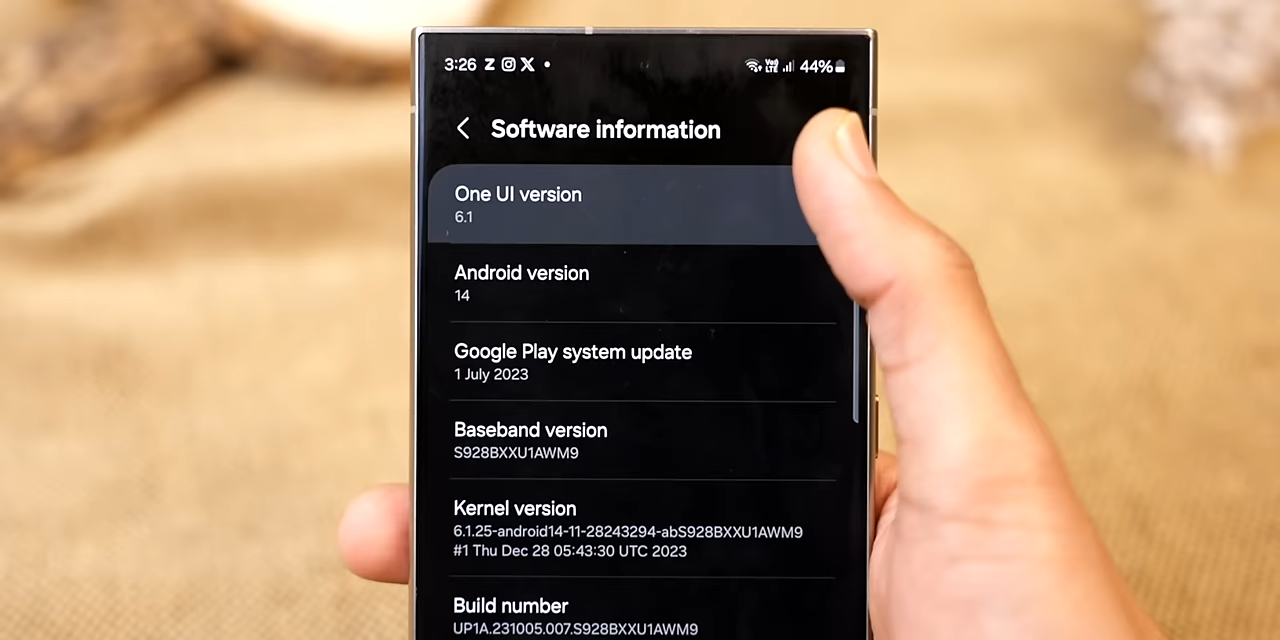 3:26 Z X VoD LTE 44%
Software information
One UI version
6.1
Android version
14
Google Play system update
1 July 2023
Baseband version
S928BXXU1AWM9
Kernel version
6.1.25-android14-11-28243294-abS928BXXU1AWM9
#1 Thu Dec 28 05:43:30 UTC 2023
Build number
UP1A.231005.007.S928BXXU1AWM9